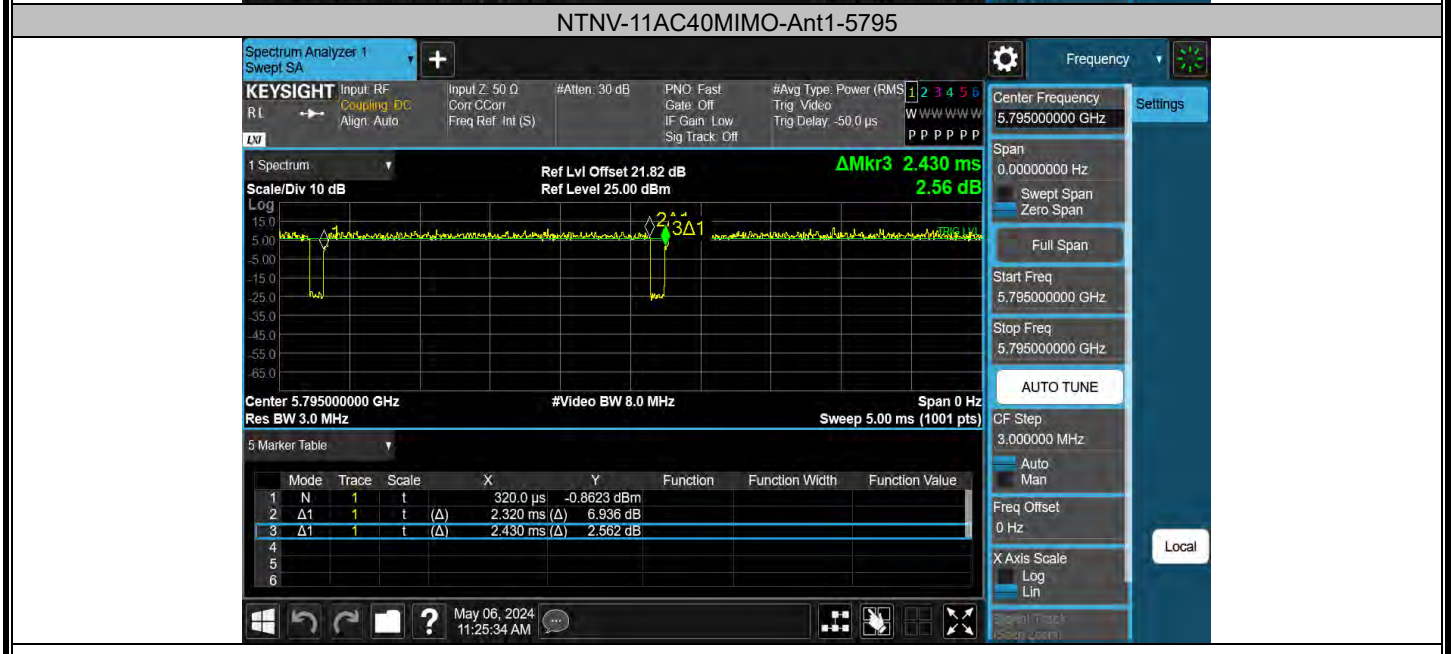 NTNV-11AC40MIMO-Ant1-5795
Spectrum Analyzer 1
Swept SA
+
Frequency
KEYSIGHT
RL
LXI
Input: RF
Coupling: DC
Align: Auto
Input Z: 50 Ω
Corr CCorr
Freq Ref: Int (S)
#Atten: 30 dB
PNO: Fast
Gate: Off
IF Gain: Low
Sig Track: Off
#Avg Type: Power (RMS
Trig: Video
Trig Delay: -50.0 µs
1 2 3 4 5 6
W W W W W W
P P P P P P
1 Spectrum
Scale/Div 10 dB
Log
Ref Lvl Offset 21.82 dB
Ref Level 25.00 dBm
ΔMkr3 2.430 ms
2.56 dB
15.0
5.00
-5.00
-15.0
-25.0
-35.0
-45.0
-55.0
-65.0
1
3Δ1
TRIG LVL
Center 5.795000000 GHz
Res BW 3.0 MHz
#Video BW 8.0 MHz
Span 0 Hz
Sweep 5.00 ms (1001 pts)
5 Marker Table
Mode Trace Scale X Y Function Function Width Function Value
1 N 1 t 320.0 µs -0.8623 dBm
2 Δ1 1 t (Δ) 2.320 ms (Δ) 6.936 dB
3 Δ1 1 t (Δ) 2.430 ms (Δ) 2.562 dB
4
5
6
?
May 06, 2024
11:25:34 AM
Center Frequency
5.795000000 GHz
Settings
Span
0.00000000 Hz
Swept Span
Zero Span
Full Span
Start Freq
5.795000000 GHz
Stop Freq
5.795000000 GHz
AUTO TUNE
CF Step
3.000000 MHz
Auto
Man
Freq Offset
0 Hz
X Axis Scale
Log
Lin
Signal Track
(Span Zoom)
Local